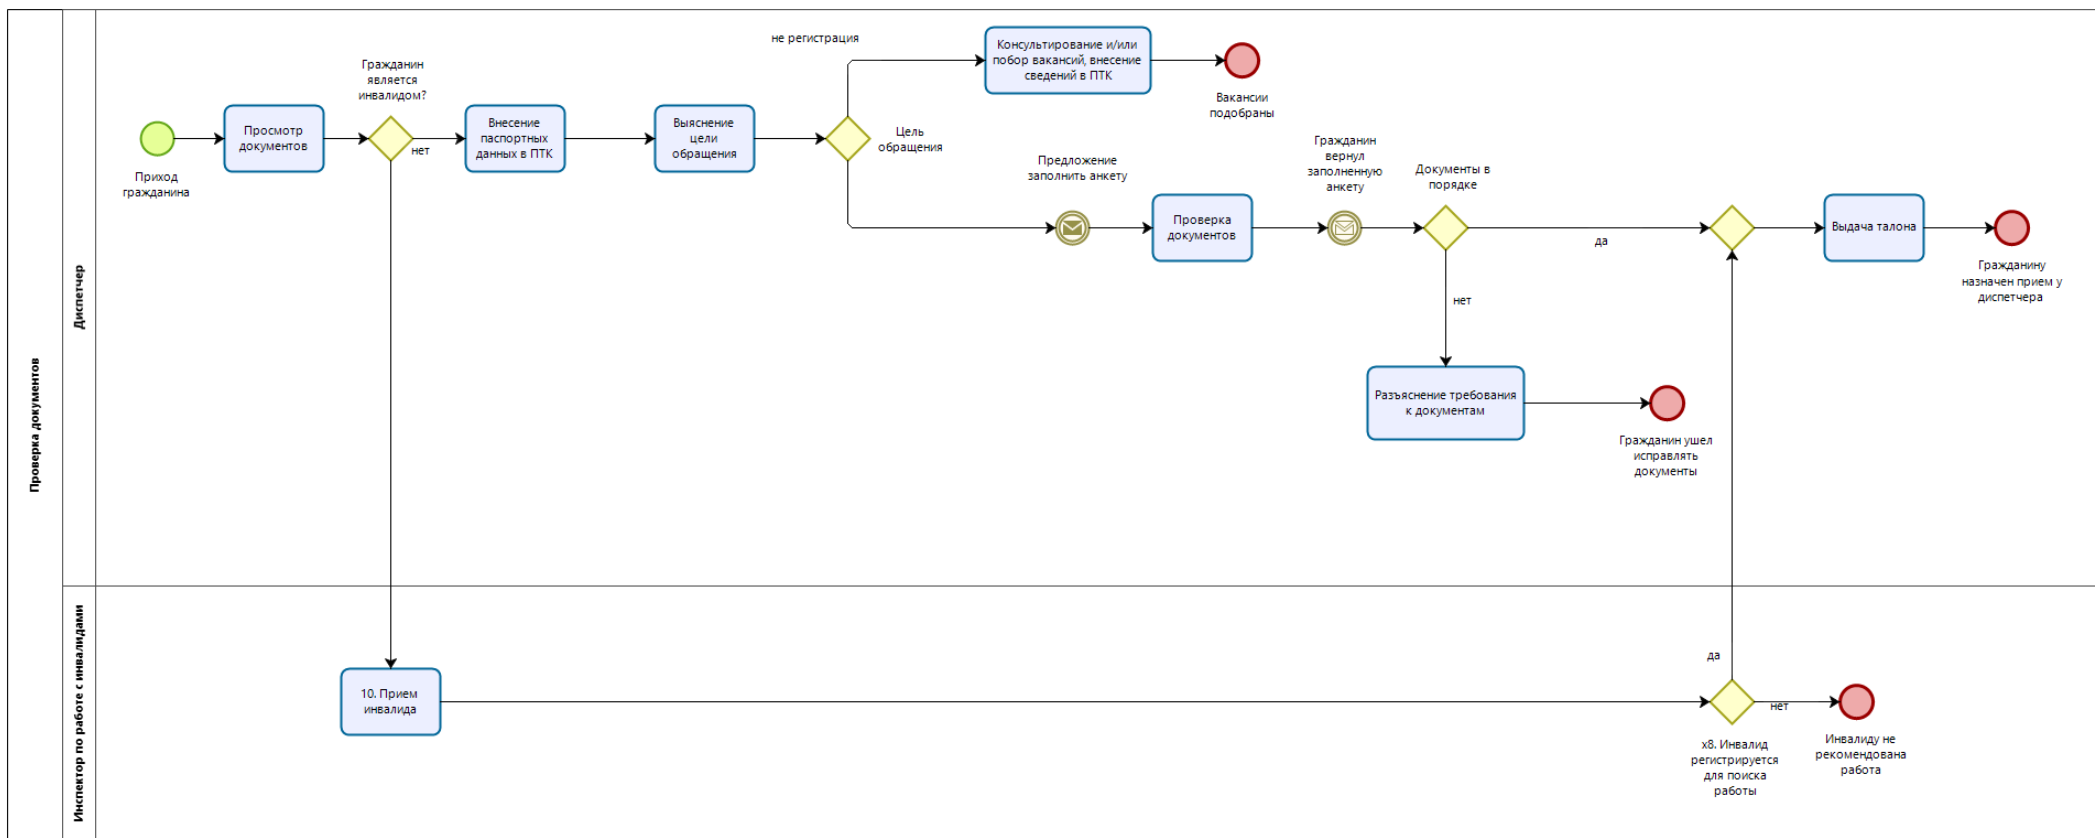 Проверка документов
Диспетчер
Приход
гражданина
Просмотр
документов
Гражданин
является
инвалидом?
нет
Внесение
паспортных
данных в ПТК
Выяснение
цели
обращения
не регистрация
Цель
обращения
Консультирование и/или
побор вакансий, внесение
сведений в ПТК
Вакансии
подобраны
Предложение
заполнить анкету
Проверка
документов
Гражданин
вернул
заполненную
анкету
Документы в
порядке
да
нет
Разъяснение требования
к документам
Гражданин ушел
исправлять
документы
Выдача талона
Гражданину
назначен прием у
диспетчера
Инспектор по работе с инвалидами
10. Прием
инвалида
да
нет
x8. Инвалид
регистрируется
для поиска
работы
Инвалиду не
рекомендована
работа